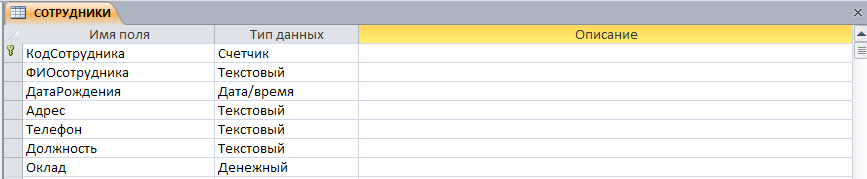 СОТРУДНИКИ
Имя поля Тип данных Описание
КодСотрудника Счетчик
ФИОсотрудника Текстовый
ДатаРождения Дата/время
Адрес Текстовый
Телефон Текстовый
Должность Текстовый
Оклад Денежный